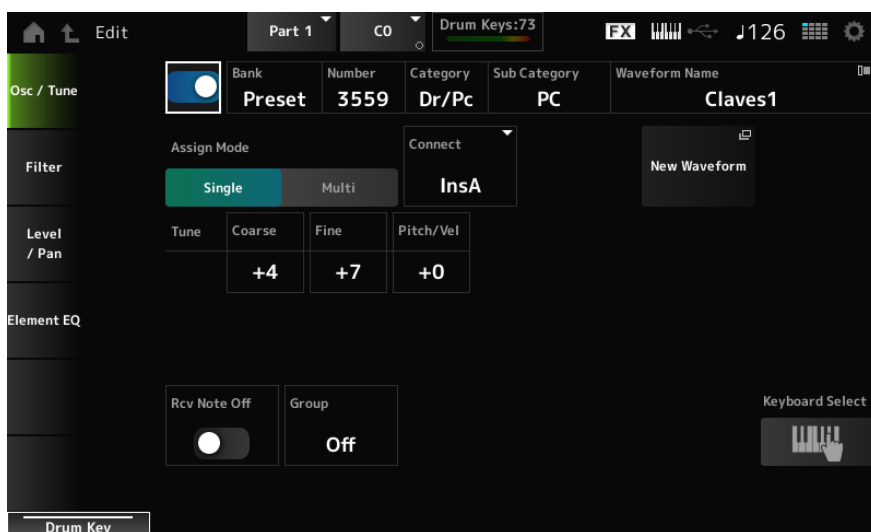 Edit
Part 1
C0
Drum Keys:73
FX
♩126
Osc / Tune
Bank
Preset
Number
3559
Category
Dr/Pc
Sub Category
PC
Waveform Name
Claves1
Filter
Assign Mode
Single
Multi
Connect
InsA
New Waveform
Level
/ Pan
Tune
Coarse
+4
Fine
+7
Pitch/Vel
+0
Element EQ
Rcv Note Off
Group
Off
Keyboard Select
Drum Key